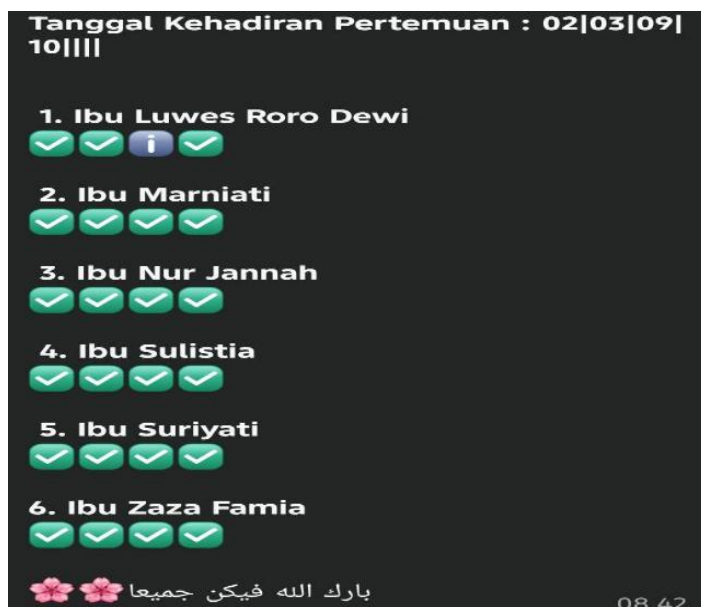 Tanggal Kehadiran Pertemuan : 02|03|09|
10||||
1. Ibu Luwes Roro Dewi
✅✅ℹ️✅
2. Ibu Marniati
✅✅✅✅
3. Ibu Nur Jannah
✅✅✅✅
4. Ibu Sulistia
✅✅✅✅
5. Ibu Suriyati
✅✅✅✅
6. Ibu Zaza Famia
✅✅✅✅
🌸🌸بارك الله فيكن جميعا
08.42